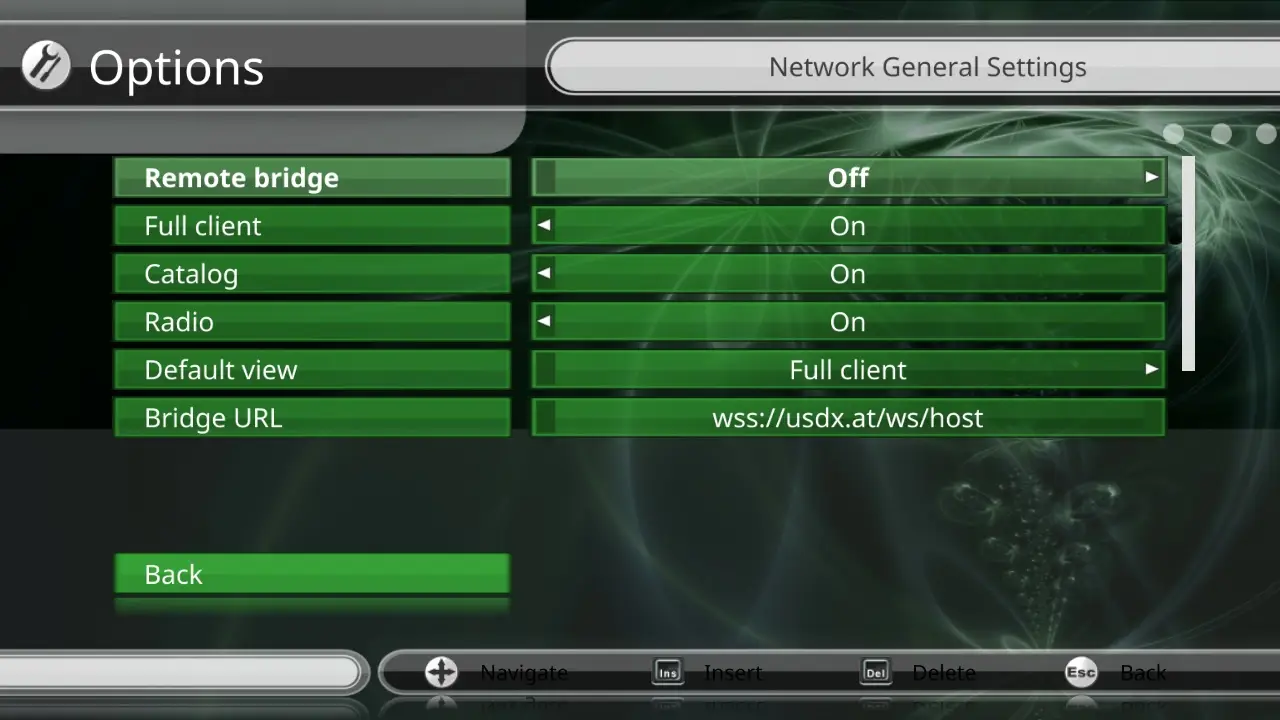 Options
Network General Settings
Remote bridge Off
Full client On
Catalog On
Radio On
Default view Full client
Bridge URL wss://usdx.at/ws/host
Back
Navigate Ins Insert Del Delete Esc Back